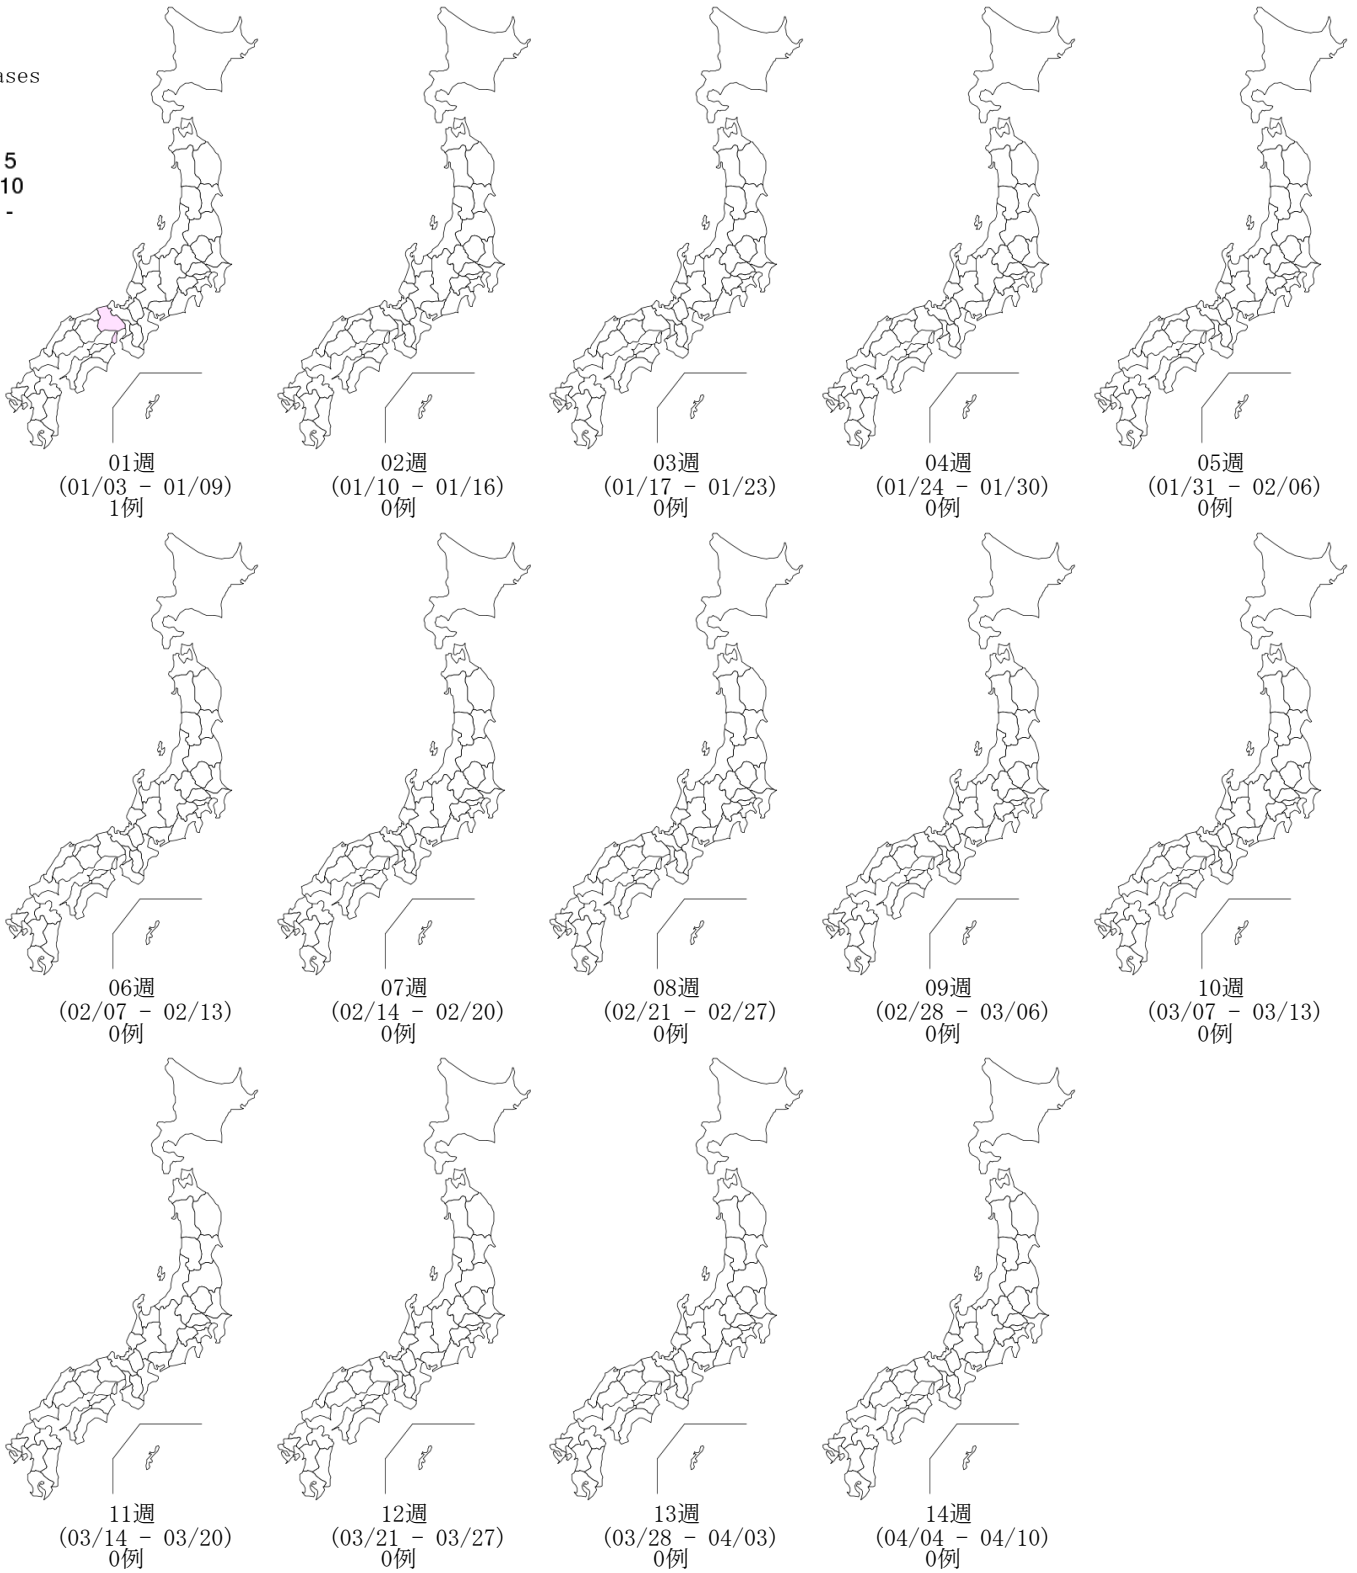 5
10
-
01週
(01/03 - 01/09)
1例
02週
(01/10 - 01/16)
0例
03週
(01/17 - 01/23)
0例
04週
(01/24 - 01/30)
0例
05週
(01/31 - 02/06)
0例
06週
(02/07 - 02/13)
0例
07週
(02/14 - 02/20)
0例
08週
(02/21 - 02/27)
0例
09週
(02/28 - 03/06)
0例
10週
(03/07 - 03/13)
0例
11週
(03/14 - 03/20)
0例
12週
(03/21 - 03/27)
0例
13週
(03/28 - 04/03)
0例
14週
(04/04 - 04/10)
0例